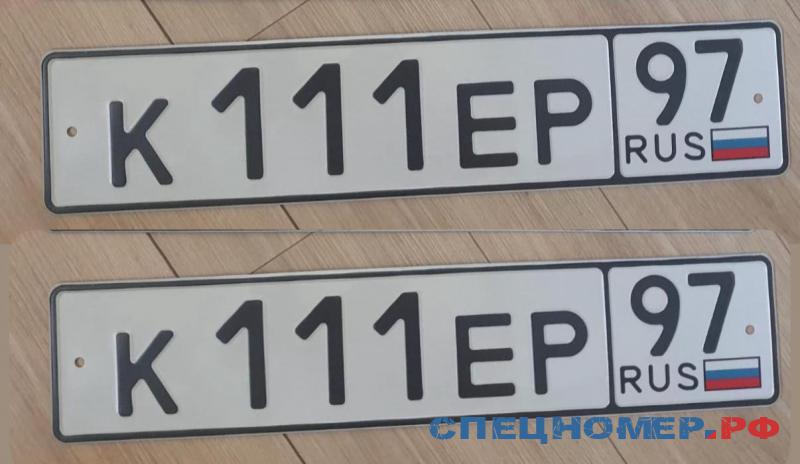 К 111 ЕР 97
RUS
К 111 ЕР 97
RUS
СПЕЦНОМЕР.РФ